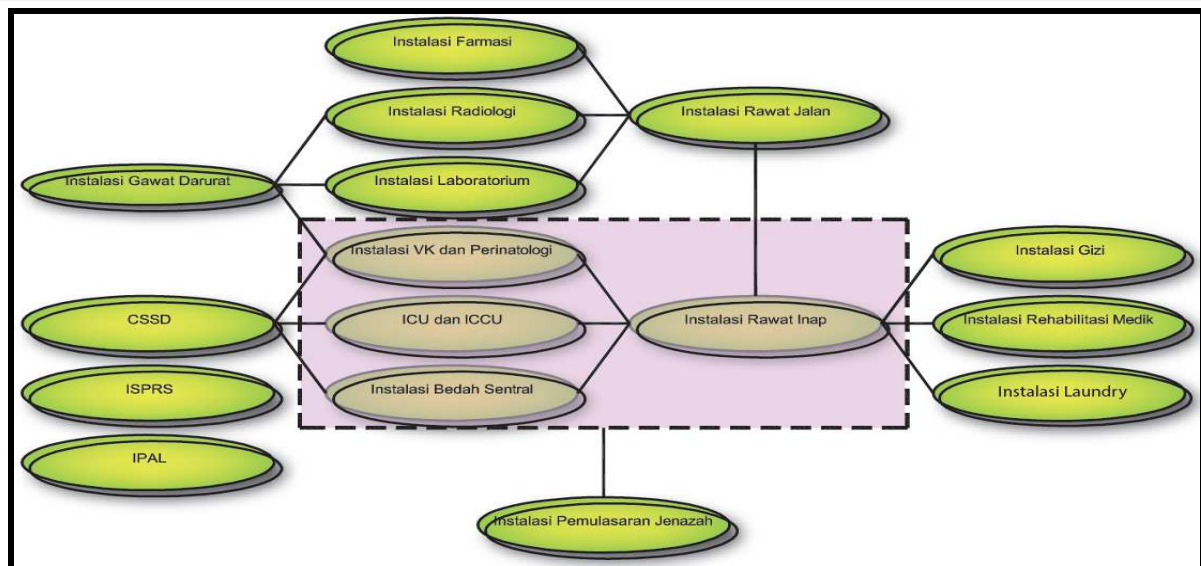 Instalasi Farmasi
Instalasi Radiologi
Instalasi Rawat Jalan
Instalasi Gawat Darurat
Instalasi Laboratorium
Instalasi VK dan Perinatologi
Instalasi Gizi
CSSD
ICU dan ICCU
Instalasi Rawat Inap
Instalasi Rehabilitasi Medik
ISPRS
Instalasi Bedah Sentral
Instalasi Laundry
IPAL
Instalasi Pemulasaran Jenazah